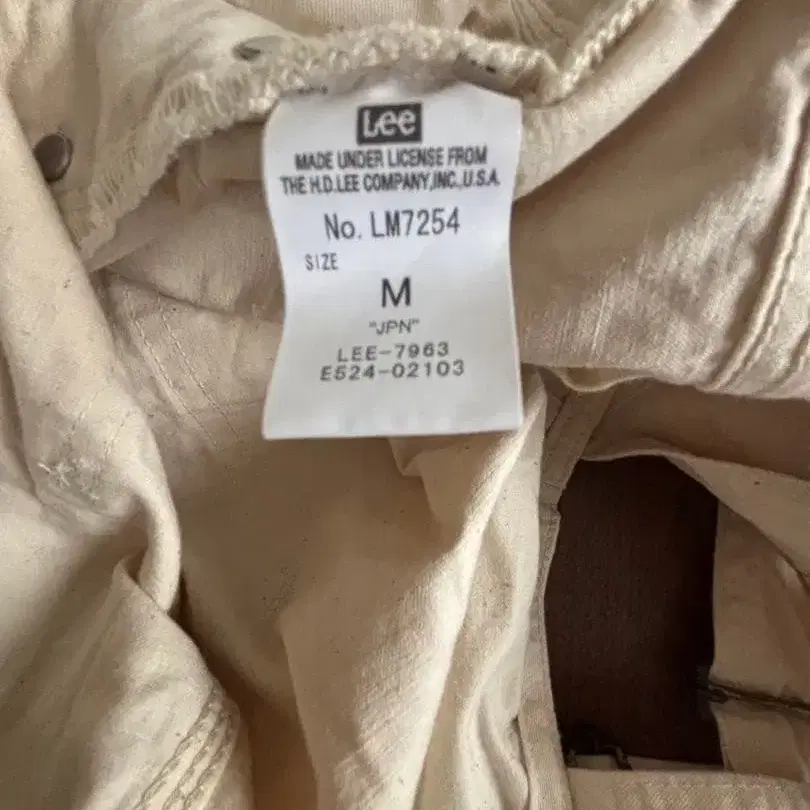 Lee
MADE UNDER LICENSE FROM
THE H.D.LEE COMPANY,INC.,U.S.A.
No. LM7254
SIZE
M
"JPN"
LEE-7963
E524-02103